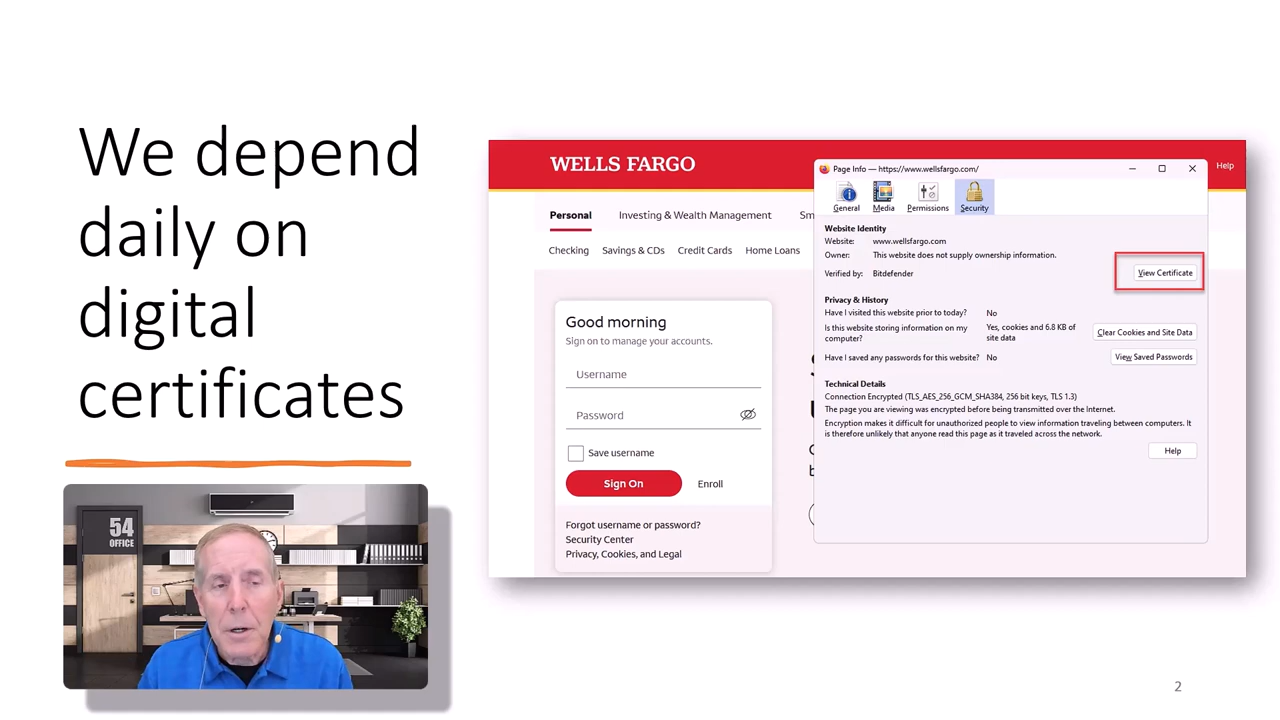 We depend
daily on
digital
certificates
54
OFFICE
WELLS FARGO
Help
Personal
Investing & Wealth Management
Sm
Checking
Savings & CDs
Credit Cards
Home Loans
Good morning
Sign on to manage your accounts.
Username
Password
Save username
Sign On
Enroll
Forgot username or password?
Security Center
Privacy, Cookies, and Legal
Page Info — https://www.wellsfargo.com/
General
Media
Permissions
Security
Website Identity
Website: www.wellsfargo.com
Owner: This website does not supply ownership information.
Verified by: Bitdefender
View Certificate
Privacy & History
Have I visited this website prior to today? No
Is this website storing information on my
computer?
Yes, cookies and 6.8 KB of
site data
Clear Cookies and Site Data
Have I saved any passwords for this website? No
View Saved Passwords
Technical Details
Connection Encrypted (TLS_AES_256_GCM_SHA384, 256 bit keys, TLS 1.3)
The page you are viewing was encrypted before being transmitted over the Internet.
Encryption makes it difficult for unauthorized people to view information traveling between computers. It
is therefore unlikely that anyone read this page as it traveled across the network.
Help
2